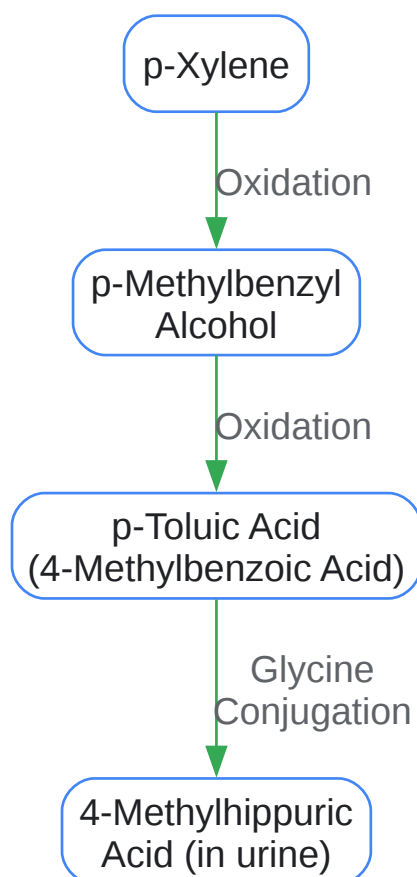 p-Xylene
Oxidation
p-Methylbenzyl
Alcohol
Oxidation
p-Toluic Acid
(4-Methylbenzoic Acid)
Glycine
Conjugation
4-Methylhippuric
Acid (in urine)